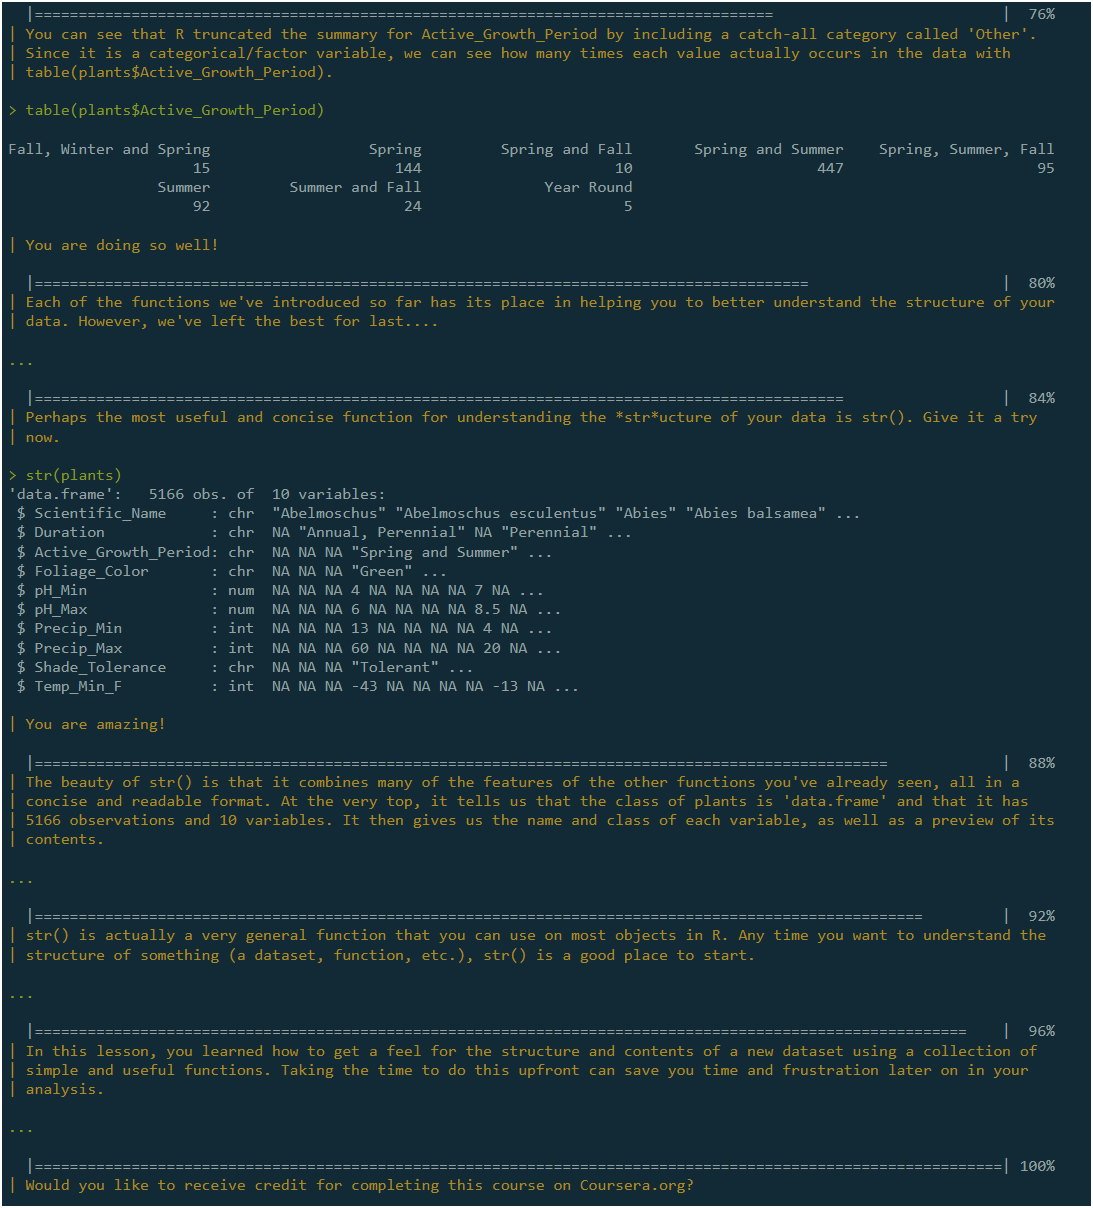 |====================================================================================                          |  76%
| You can see that R truncated the summary for Active_Growth_Period by including a catch-all category called 'Other'.
| Since it is a categorical/factor variable, we can see how many times each value actually occurs in the data with
| table(plants$Active_Growth_Period).
> table(plants$Active_Growth_Period)
Fall, Winter and Spring                  Spring         Spring and Fall       Spring and Summer    Spring, Summer, Fall
                     15                     144                      10                     447                      95
                 Summer         Summer and Fall              Year Round
                     92                      24                       5
| You are doing so well!
|========================================================================================                      |  80%
| Each of the functions we've introduced so far has its place in helping you to better understand the structure of your
| data. However, we've left the best for last....
...
|============================================================================================                  |  84%
| Perhaps the most useful and concise function for understanding the *str*ucture of your data is str(). Give it a try
| now.
> str(plants)
'data.frame':   5166 obs. of  10 variables:
 $ Scientific_Name     : chr  "Abelmoschus" "Abelmoschus esculentus" "Abies" "Abies balsamea" ...
 $ Duration            : chr  NA "Annual, Perennial" NA "Perennial" ...
 $ Active_Growth_Period: chr  NA NA NA "Spring and Summer" ...
 $ Foliage_Color       : chr  NA NA NA "Green" ...
 $ pH_Min              : num  NA NA NA 4 NA NA NA NA 7 NA ...
 $ pH_Max              : num  NA NA NA 6 NA NA NA NA 8.5 NA ...
 $ Precip_Min          : int  NA NA NA 13 NA NA NA NA 4 NA ...
 $ Precip_Max          : int  NA NA NA 60 NA NA NA NA 20 NA ...
 $ Shade_Tolerance     : chr  NA NA NA "Tolerant" ...
 $ Temp_Min_F          : int  NA NA NA -43 NA NA NA NA -13 NA ...
| You are amazing!
|=================================================================================================             |  88%
| The beauty of str() is that it combines many of the features of the other functions you've already seen, all in a
| concise and readable format. At the very top, it tells us that the class of plants is 'data.frame' and that it has
| 5166 observations and 10 variables. It then gives us the name and class of each variable, as well as a preview of its
| contents.
...
|=====================================================================================================         |  92%
| str() is actually a very general function that you can use on most objects in R. Any time you want to understand the
| structure of something (a dataset, function, etc.), str() is a good place to start.
...
|==========================================================================================================    |  96%
| In this lesson, you learned how to get a feel for the structure and contents of a new dataset using a collection of
| simple and useful functions. Taking the time to do this upfront can save you time and frustration later on in your
| analysis.
...
|==============================================================================================================| 100%
| Would you like to receive credit for completing this course on Coursera.org?